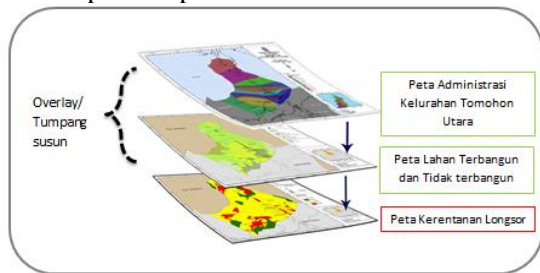 Overlay/
Tumpang
susun
Peta Administrasi
Kelurahan Tomohon
Utara
Peta Lahan Terbangun
dan Tidak terbangun
Peta Kerentanan Longsor